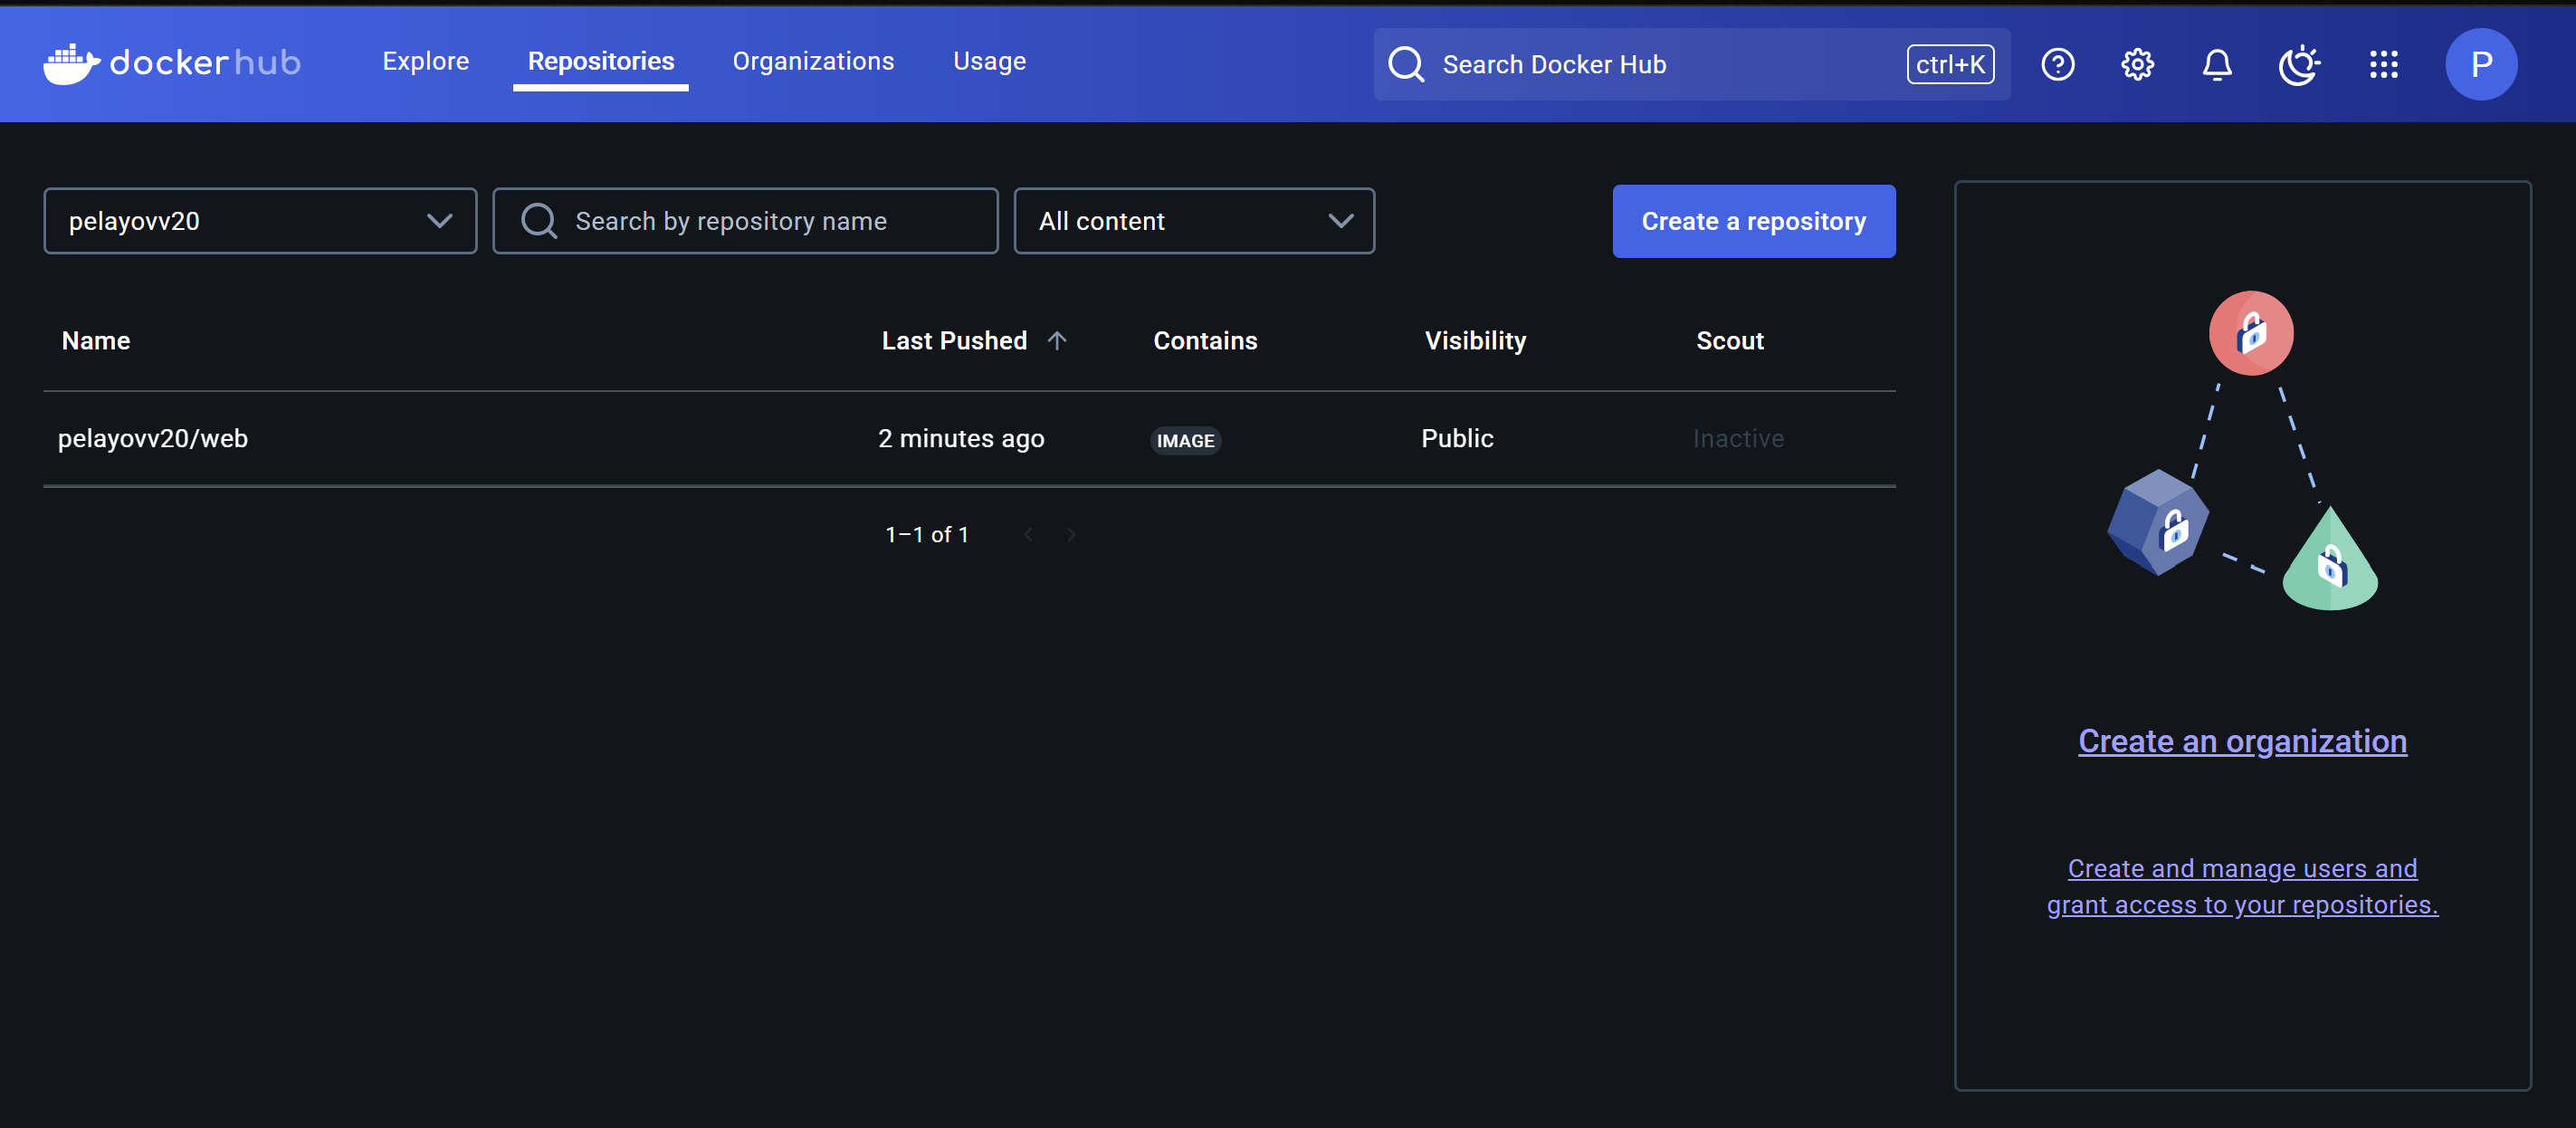 dockerhub Explore Repositories Organizations Usage Search Docker Hub ctrl+K P
pelayovv20 Search by repository name All content Create a repository
Name Last Pushed Contains Visibility Scout
pelayovv20/web 2 minutes ago IMAGE Public Inactive
1–1 of 1
Create an organization
Create and manage users and
grant access to your repositories.